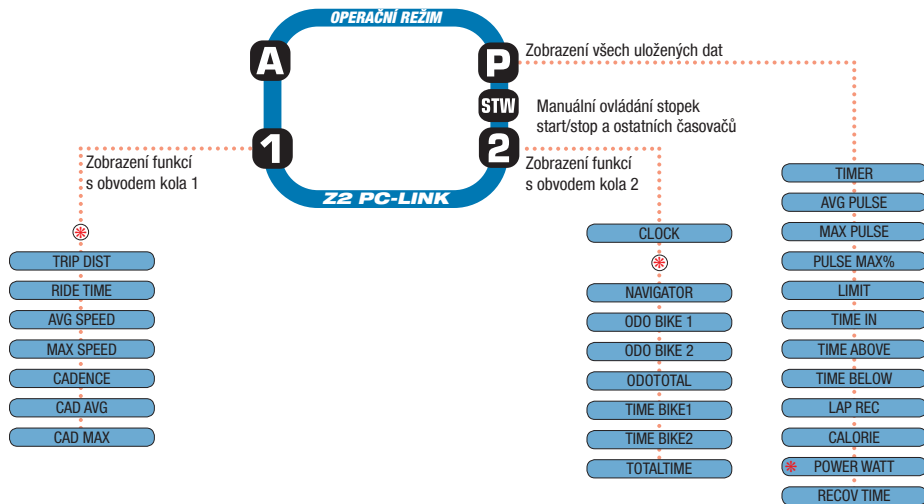 OPERAČNÍ REŽIM
A
P
STW
1
2
Z2 PC-LINK
Zobrazení všech uložených dat
Manuální ovládání stopek
start/stop a ostatních časovačů
Zobrazení funkcí
s obvodem kola 1
Zobrazení funkcí
s obvodem kola 2
TRIP DIST
RIDE TIME
AVG SPEED
MAX SPEED
CADENCE
CAD AVG
CAD MAX
CLOCK
NAVIGATOR
ODO BIKE 1
ODO BIKE 2
ODOTOTAL
TIME BIKE1
TIME BIKE2
TOTALTIME
TIMER
AVG PULSE
MAX PULSE
PULSE MAX%
LIMIT
TIME IN
TIME ABOVE
TIME BELOW
LAP REC
CALORIE
POWER WATT
RECOV TIME